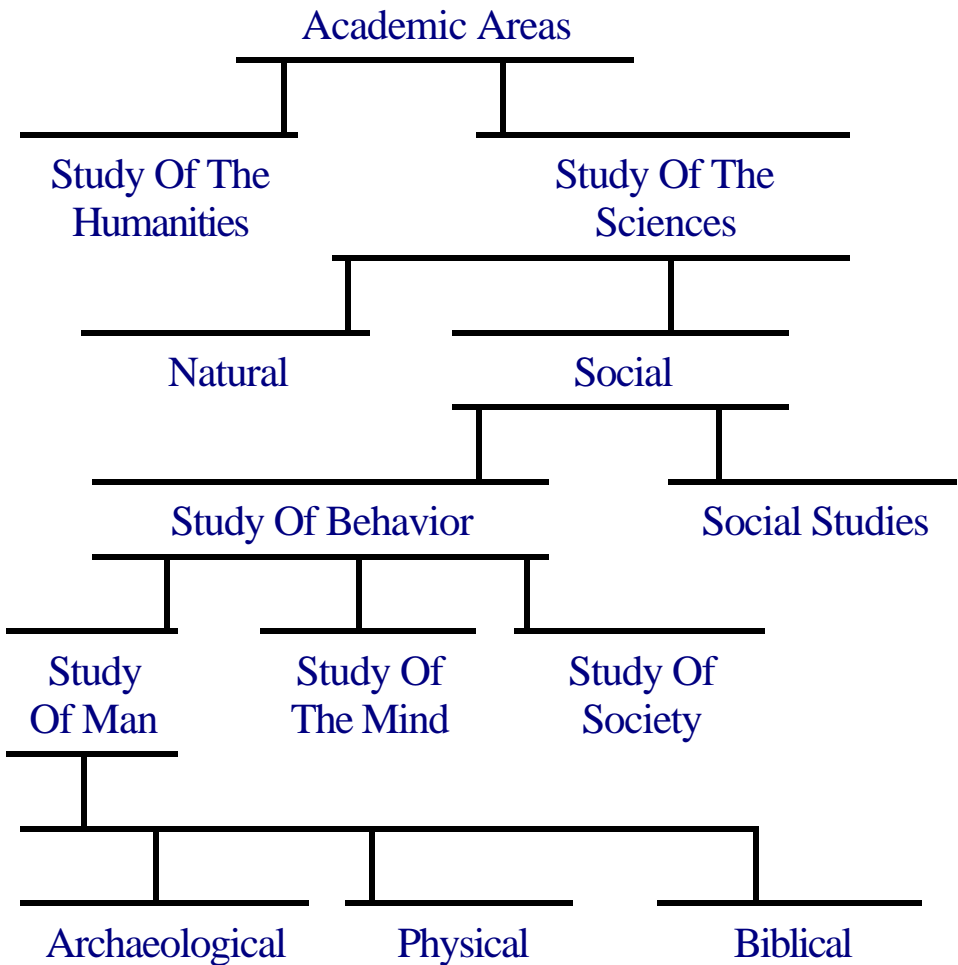 Academic Areas
Study Of The
Humanities
Study Of The
Sciences
Natural
Social
Study Of Behavior
Social Studies
Study
Of Man
Study Of
The Mind
Study Of
Society
Archaeological
Physical
Biblical